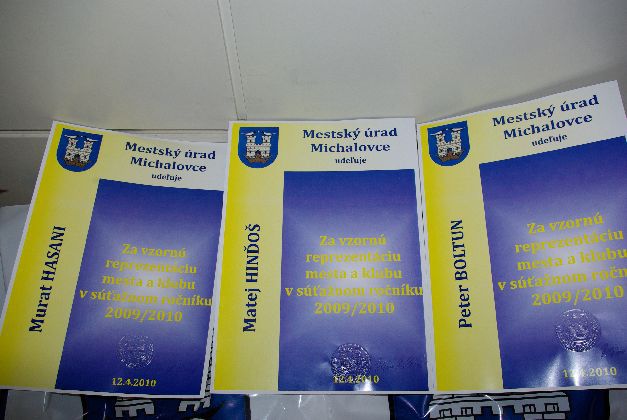 Mestský úrad
Michalovce
udeľuje
Murat HASANI
Za vzornú
reprezentáciu
mesta a klubu
v súťažnom ročníku
2009/2010
12.4.2010
Mestský úrad
Michalovce
udeľuje
Matej HINĎOŠ
Za vzornú
reprezentáciu
mesta a klubu
v súťažnom ročníku
2009/2010
12.4.2010
Mestský úrad
Michalovce
udeľuje
Peter BOLTUN
Za vzornú
reprezentáciu
mesta a klubu
v súťažnom ročn
2009/2010
12.4.2010